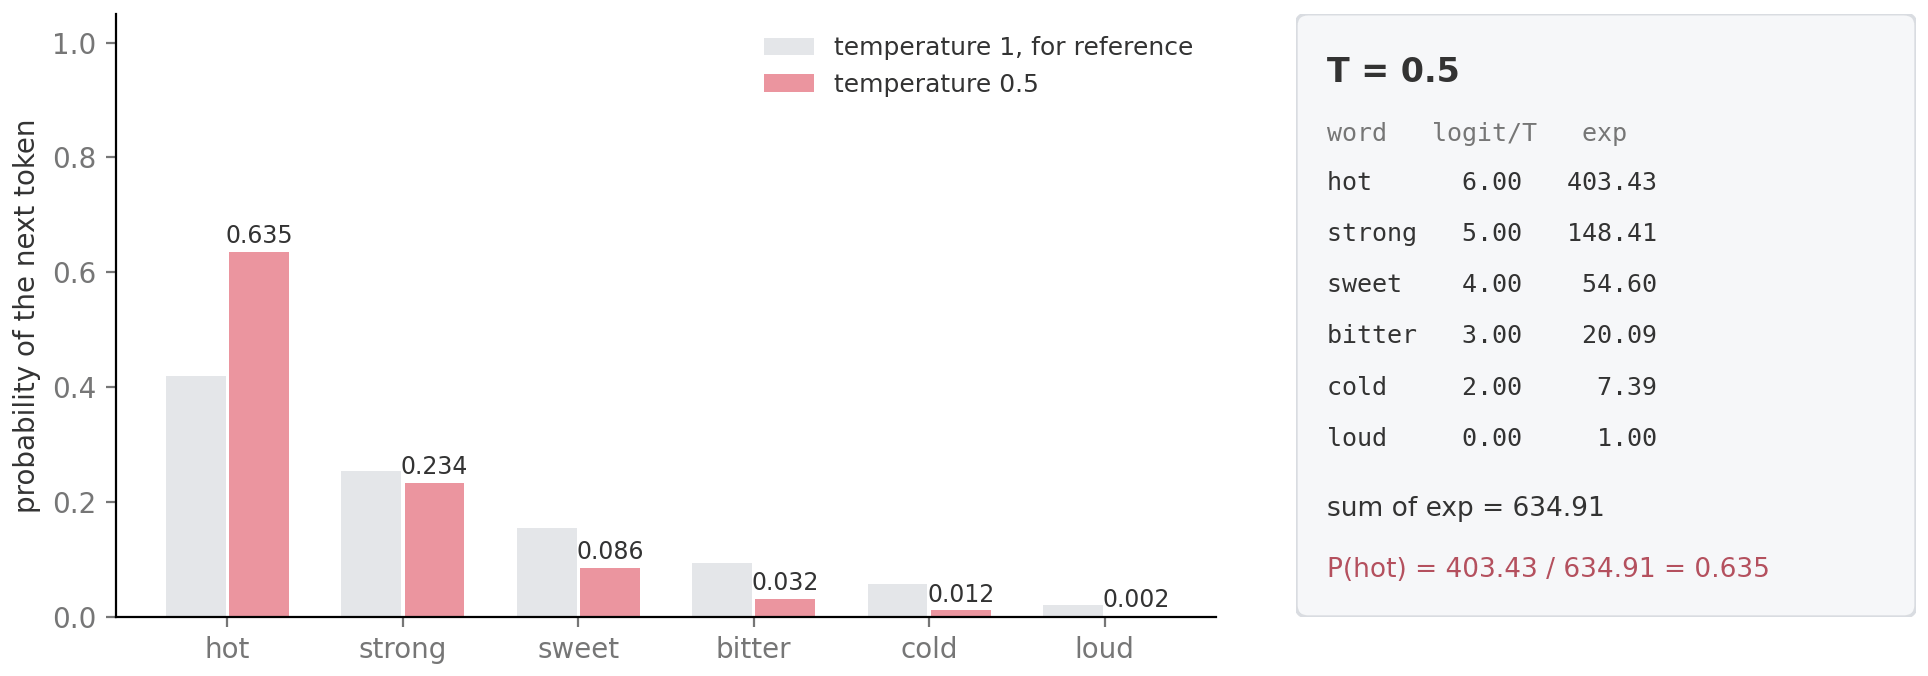 probability of the next token
1.0
0.8
0.6
0.4
0.2
0.0
temperature 1, for reference
temperature 0.5
0.635
0.234
0.086
0.032
0.012
0.002
hot strong sweet bitter cold loud
T = 0.5
word logit/T exp
hot 6.00 403.43
strong 5.00 148.41
sweet 4.00 54.60
bitter 3.00 20.09
cold 2.00 7.39
loud 0.00 1.00
sum of exp = 634.91
P(hot) = 403.43 / 634.91 = 0.635